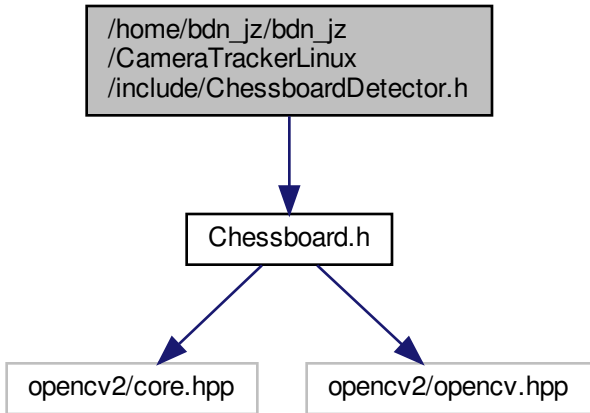 /home/bdn_jz/bdn_jz
/CameraTrackerLinux
/include/ChessboardDetector.h
Chessboard.h
opencv2/core.hpp
opencv2/opencv.hpp